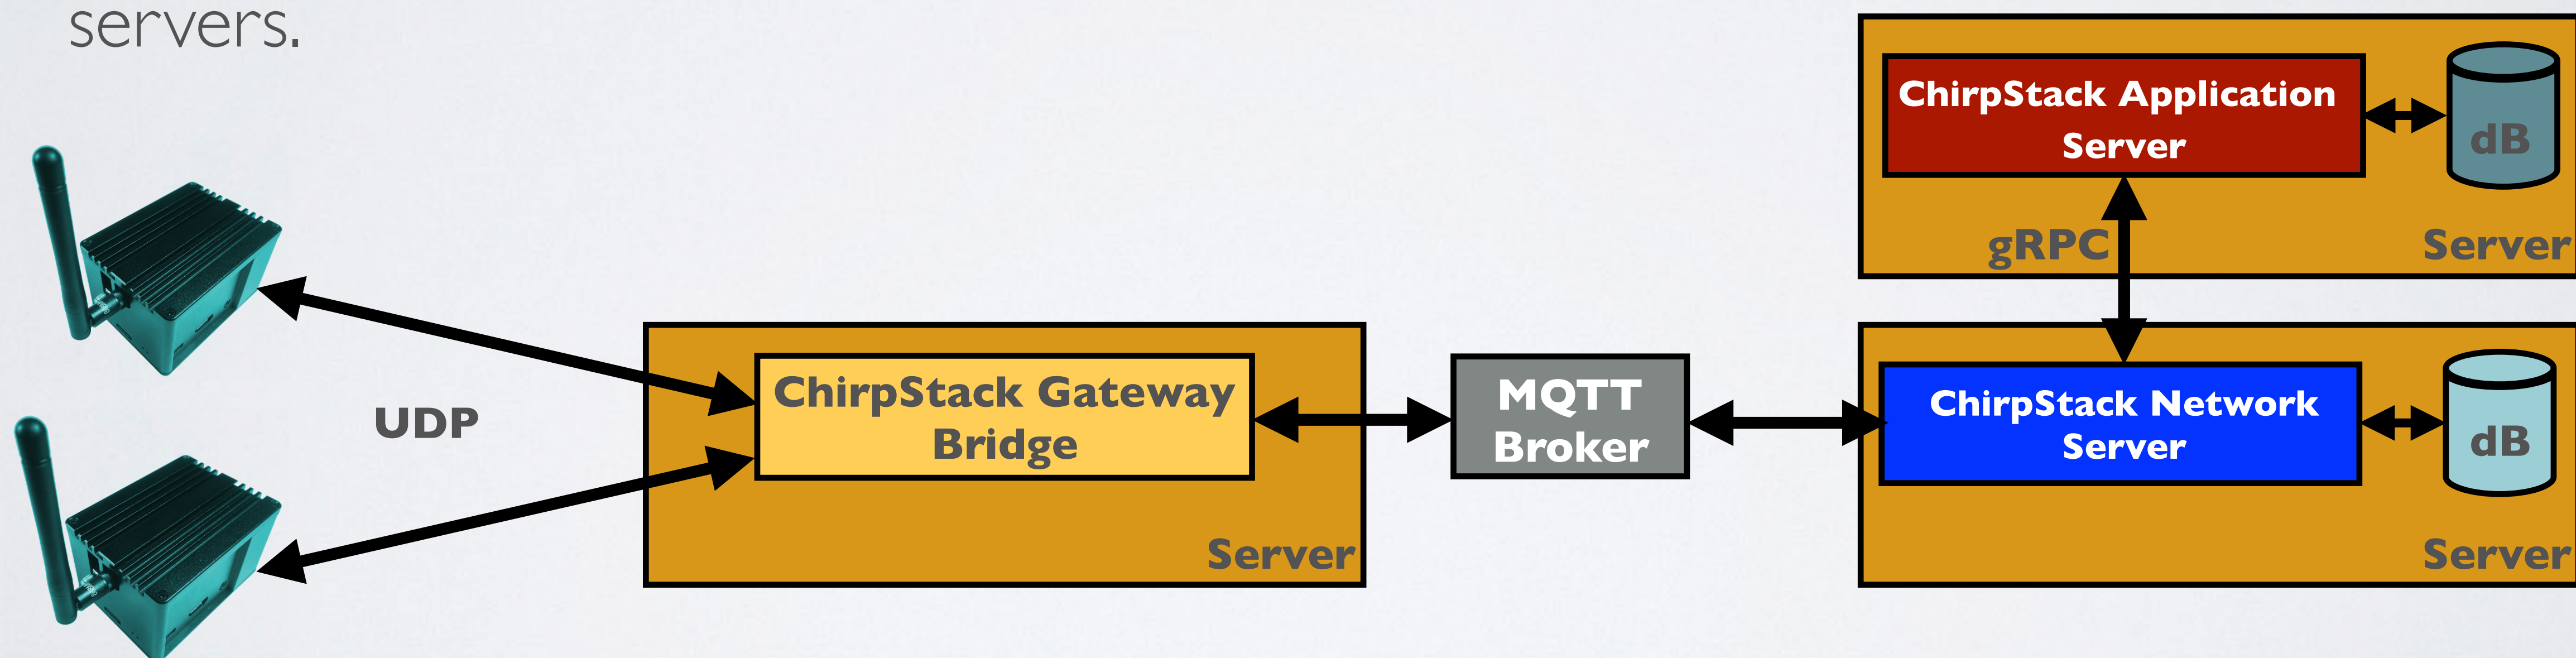 servers.
ChirpStack Application
Server
dB
gRPC
Server
UDP
ChirpStack Gateway
Bridge
Server
MQTT
Broker
ChirpStack Network
Server
dB
Server